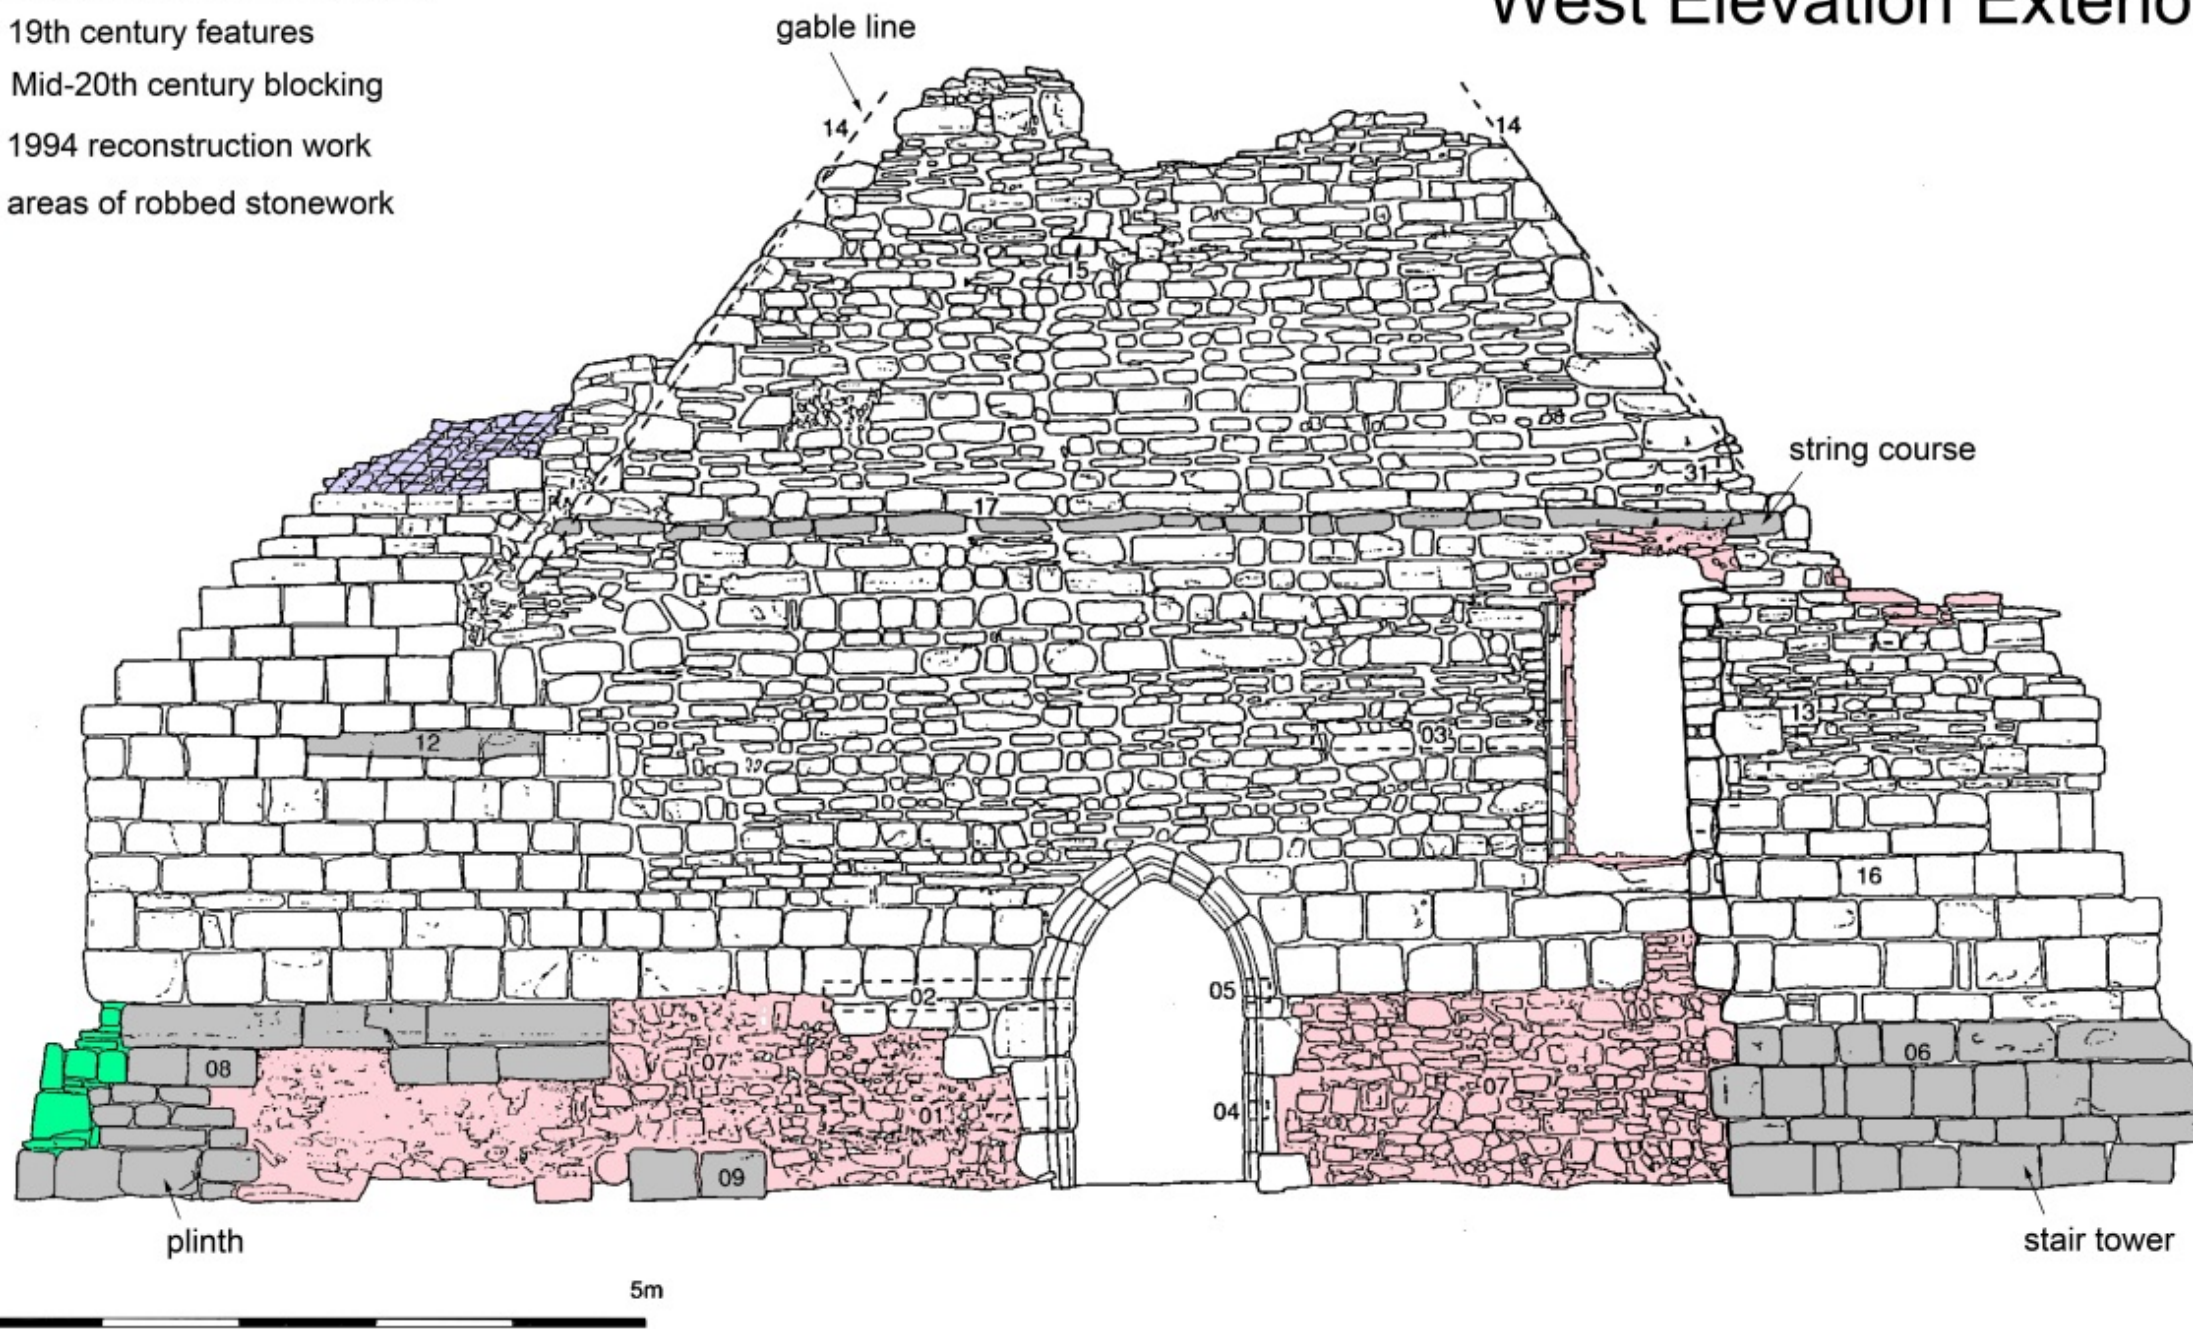 West Elevation Exterio
19th century features
Mid-20th century blocking
1994 reconstruction work
areas of robbed stonework
gable line
14
14
15
string course
31
17
03
13
12
16
02
05
08
07
01
04
07
06
09
plinth
stair tower
5m